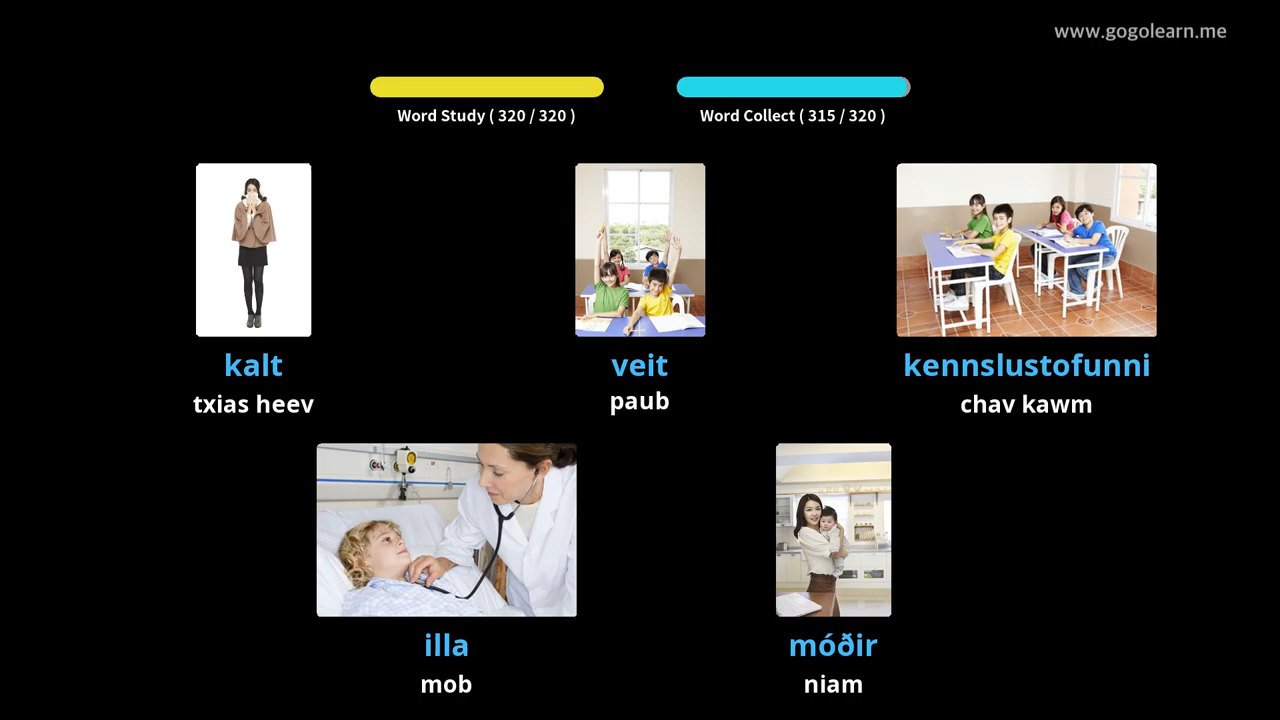 www.gogolearn.me
Word Study ( 320 / 320 )
Word Collect ( 315 / 320 )
kalt
txias heev
veit
paub
kennslustofunni
chav kawm
illa
mob
móðir
niam